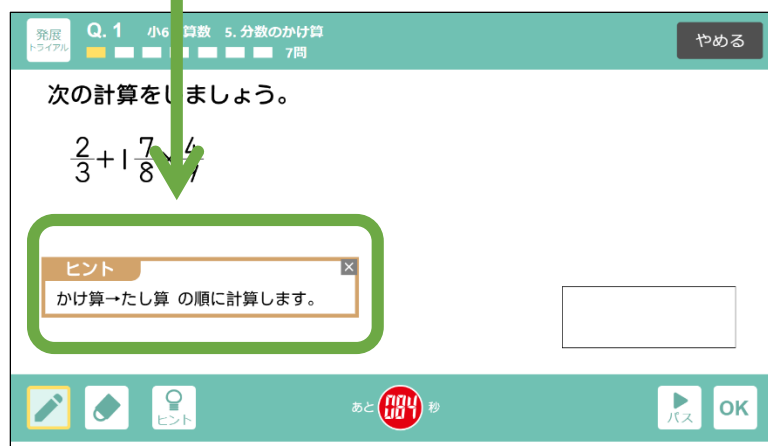 発展
トライアル
Q. 1 小6 算数 5. 分数のかけ算
7問
やめる
次の計算をしましょう。
2/3+1 7/8×4/
ヒント
かけ算→たし算 の順に計算します。
ヒント
あと 084 秒
パス
OK